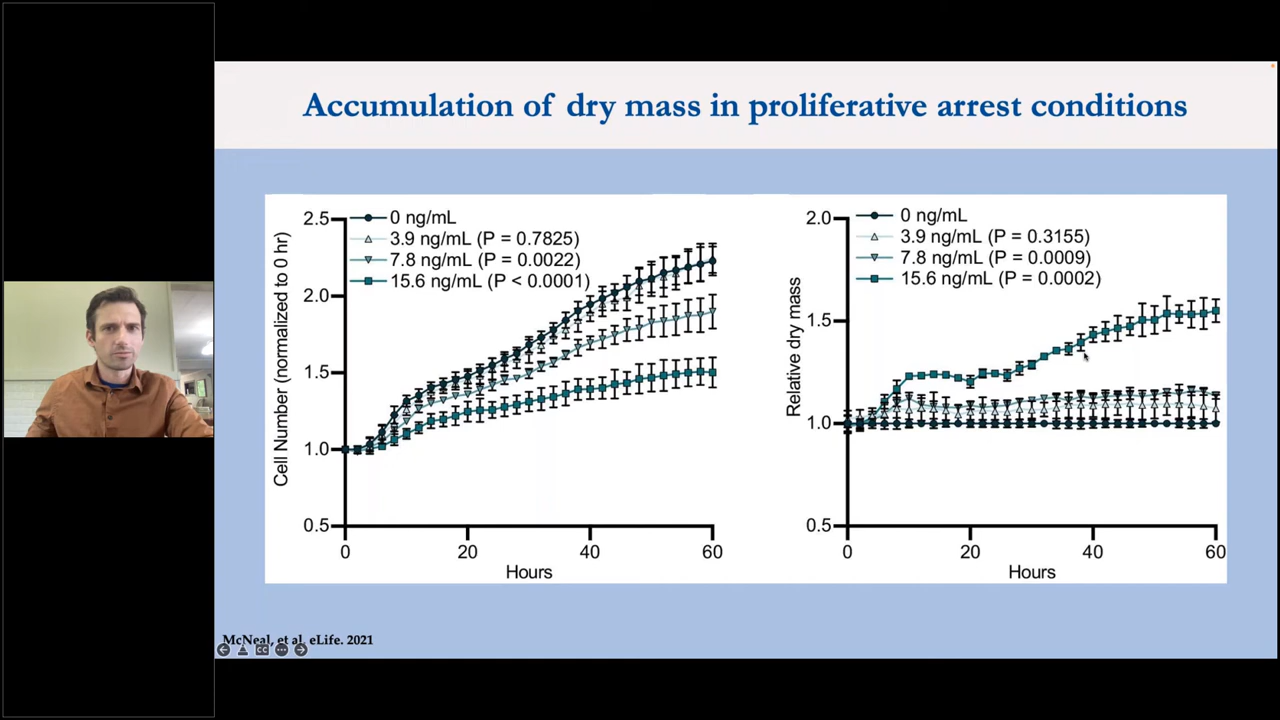 Accumulation of dry mass in proliferative arrest conditions
Cell Number (normalized to 0 hr)
2.5
2.0
1.5
1.0
0.5
0 ng/mL
3.9 ng/mL (P = 0.7825)
7.8 ng/mL (P = 0.0022)
15.6 ng/mL (P < 0.0001)
0
20
40
60
Hours
Relative dry mass
2.0
1.5
1.0
0.5
0 ng/mL
3.9 ng/mL (P = 0.3155)
7.8 ng/mL (P = 0.0009)
15.6 ng/mL (P = 0.0002)
0
20
40
60
Hours
McNeal, et al. eLife. 2021
CC